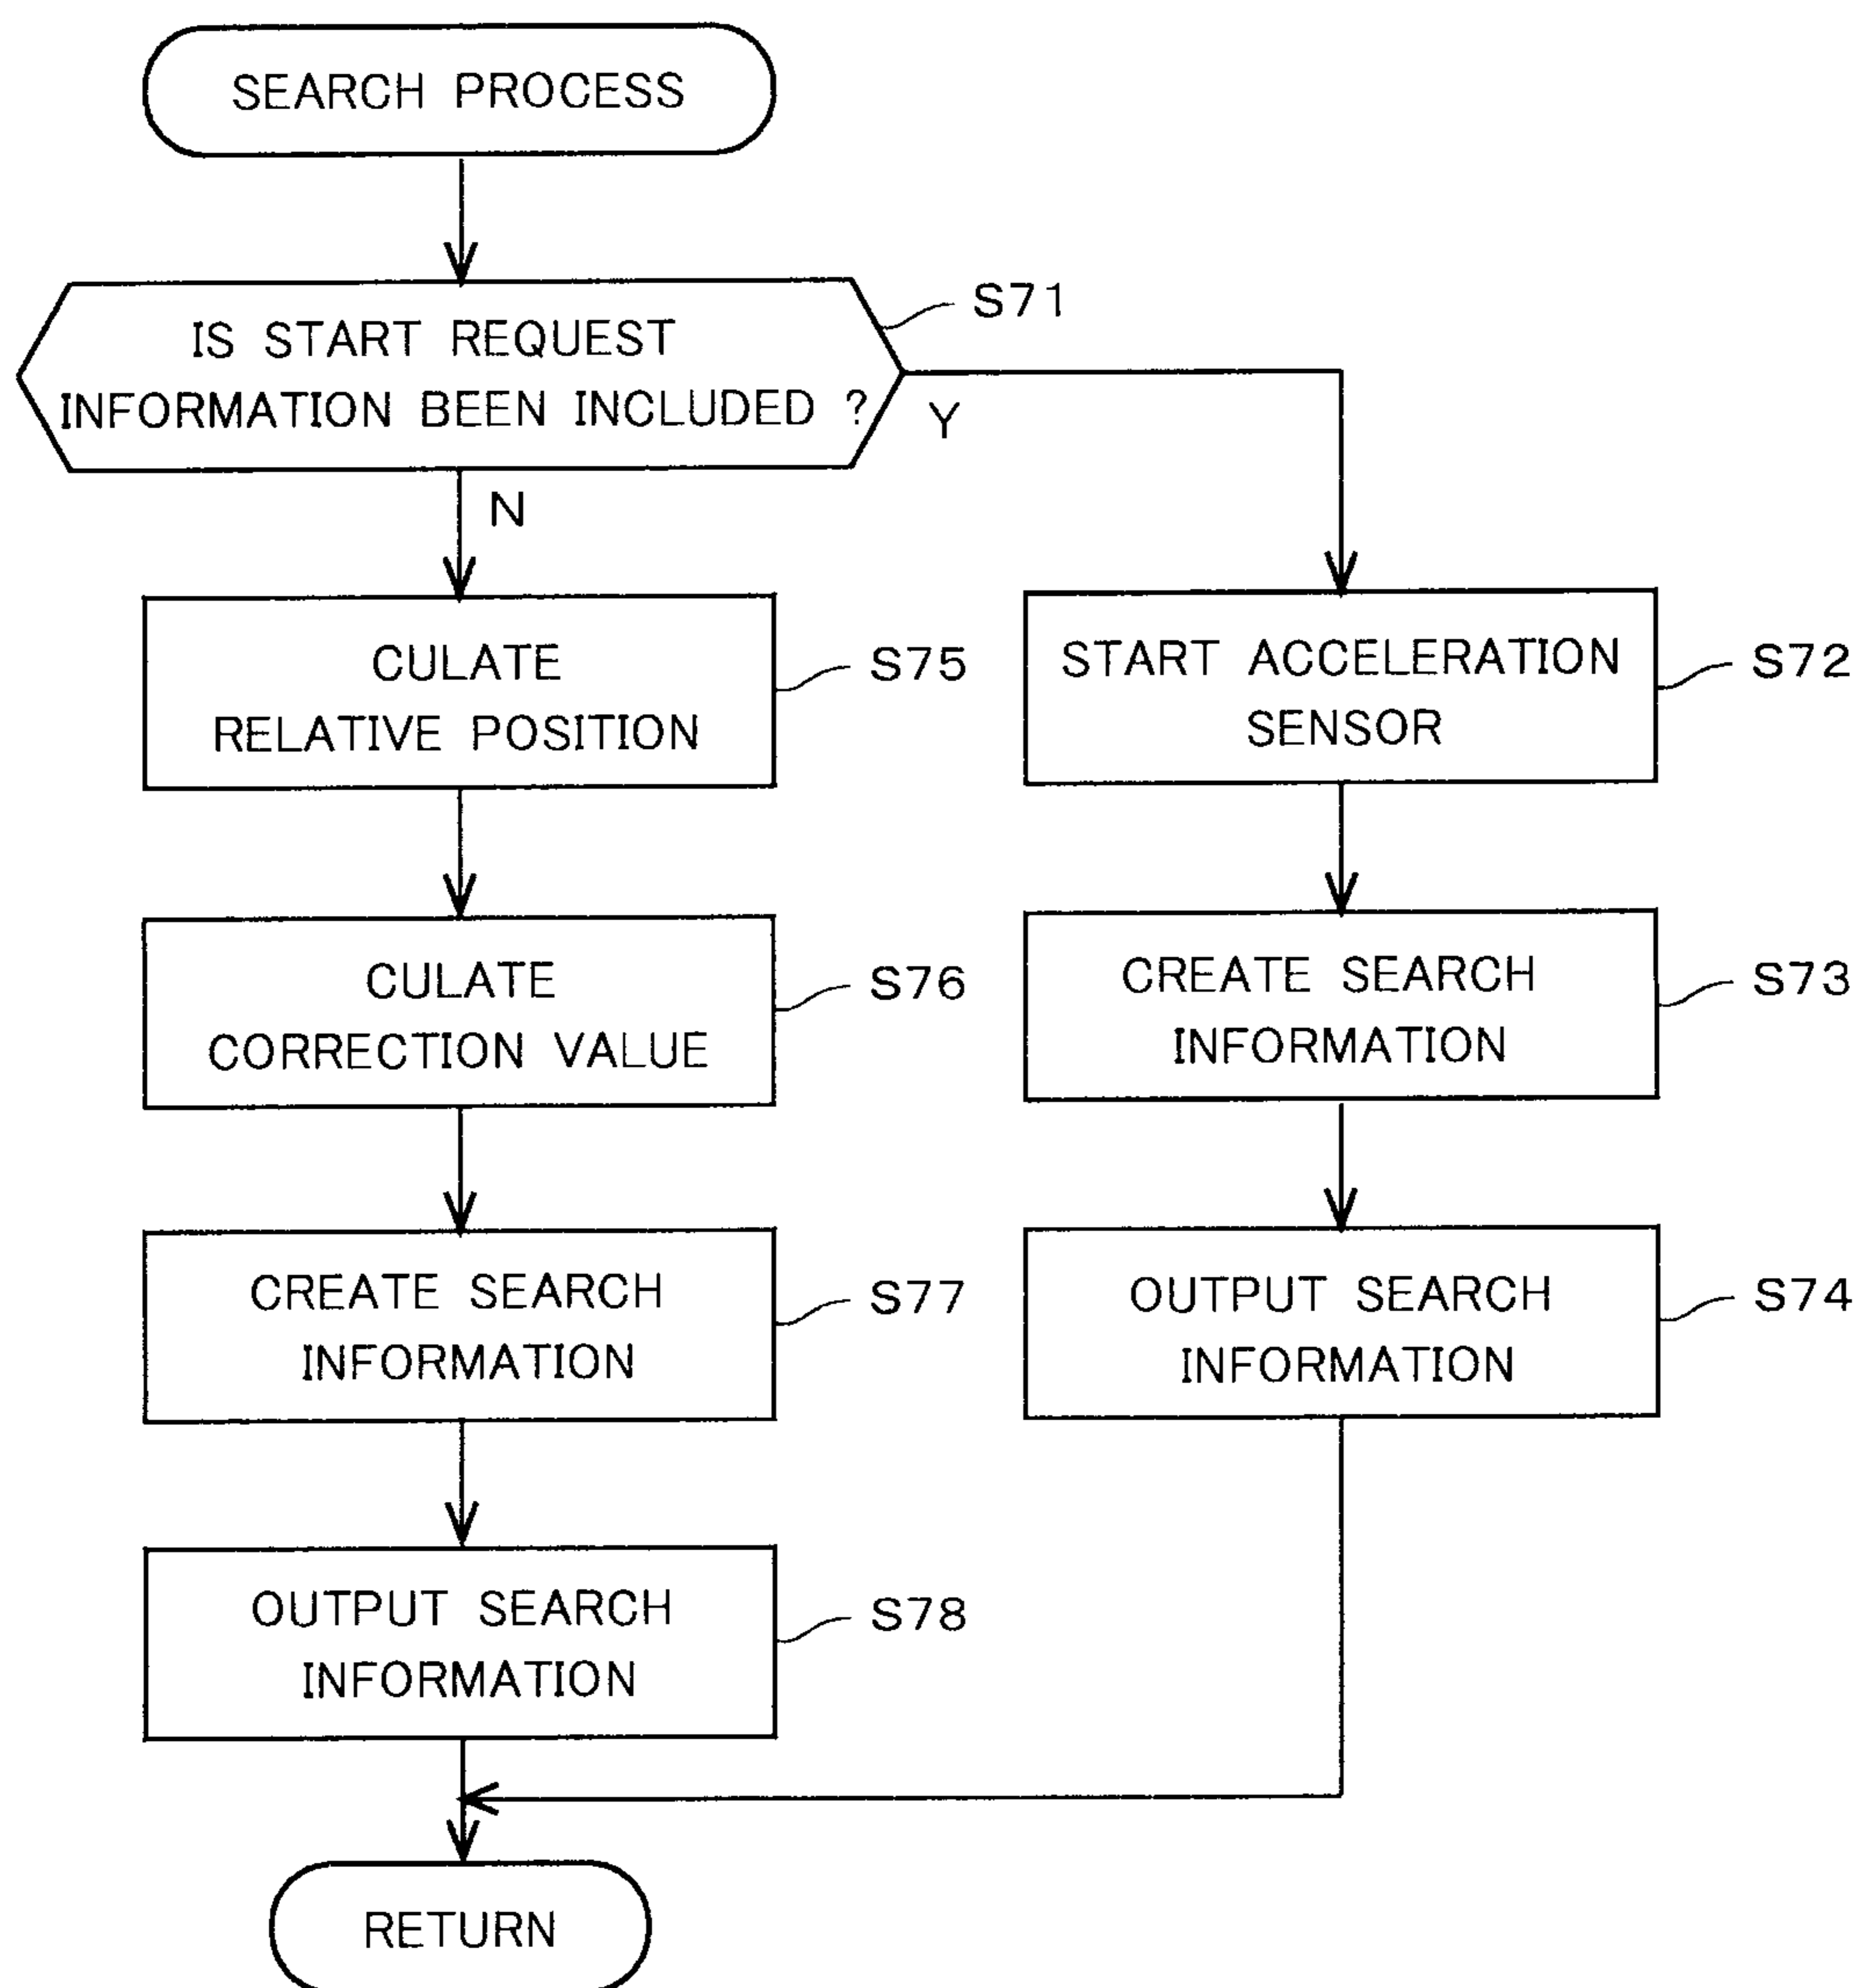 SEARCH PROCESS
IS START REQUEST
INFORMATION BEEN INCLUDED ?
S71
Y
N
CULATE
RELATIVE POSITION
S75
START ACCELERATION
SENSOR
S72
CULATE
CORRECTION VALUE
S76
CREATE SEARCH
INFORMATION
S73
CREATE SEARCH
INFORMATION
S77
OUTPUT SEARCH
INFORMATION
S74
OUTPUT SEARCH
INFORMATION
S78
RETURN